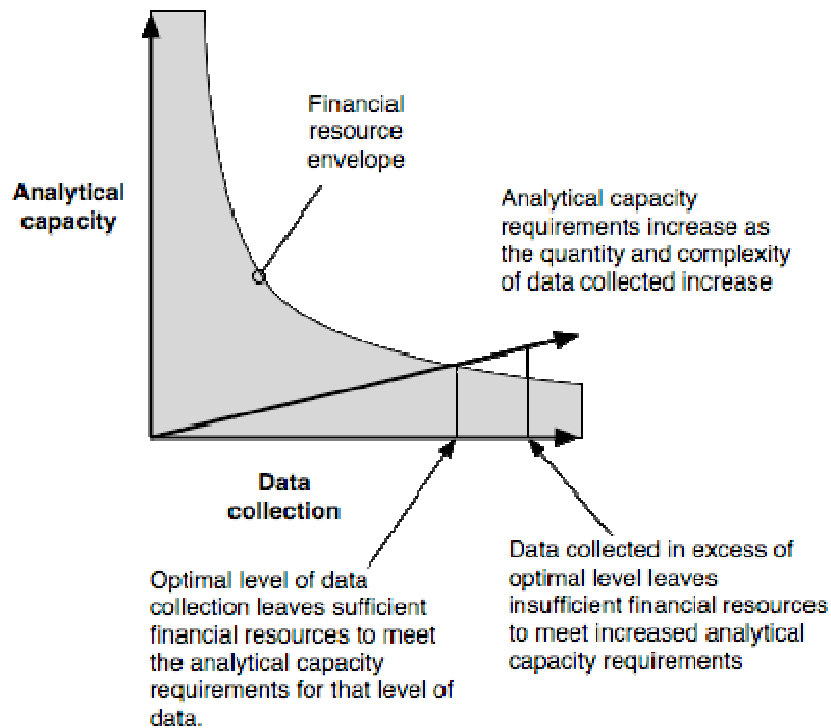 Financial
resource
envelope
Analytical
capacity
Analytical capacity
requirements increase as
the quantity and complexity
of data collected increase
Data
collection
Optimal level of data
collection leaves sufficient
financial resources to meet
the analytical capacity
requirements for that level of
data.
Data collected in excess of
optimal level leaves
insufficient financial resources
to meet increased analytical
capacity requirements